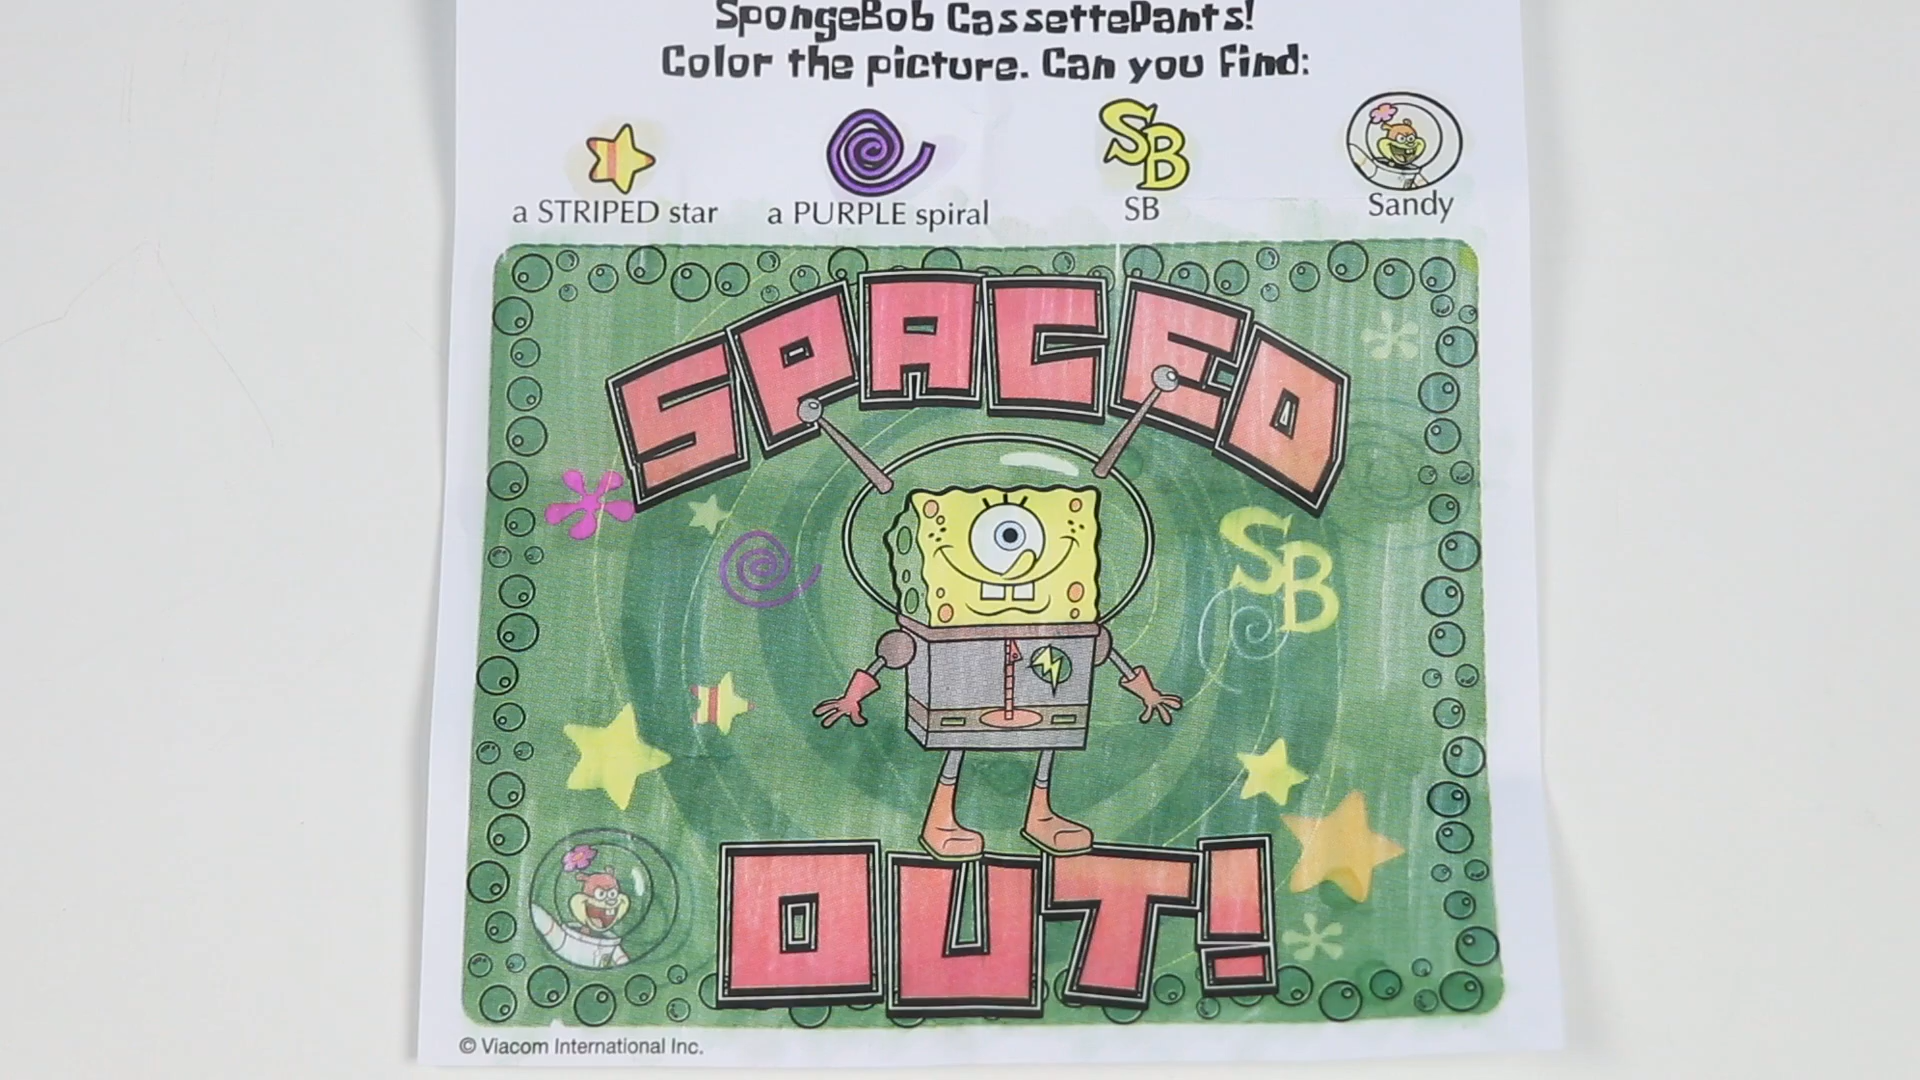 SpongeBob CassettePants!
Color the picture. Can you find:
SB
a STRIPED star a PURPLE spiral SB Sandy
SPACED
SB
OUT!
© Viacom International Inc.